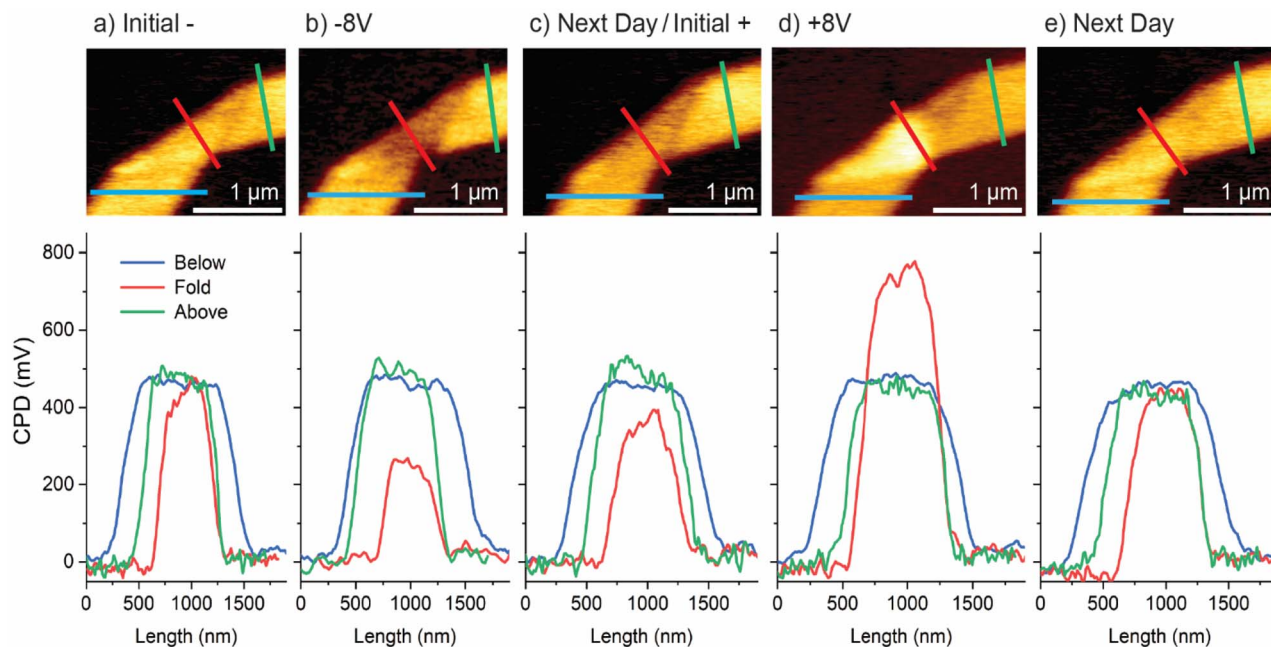 a) Initial -
b) -8V
c) Next Day / Initial +
d) +8V
e) Next Day
1 μm
1 μm
1 μm
1 μm
1 μm
800
600
400
200
0
CPD (mV)
Below
Fold
Above
0 500 1000 1500
0 500 1000 1500
0 500 1000 1500
0 500 1000 1500
0 500 1000 1500
Length (nm)
Length (nm)
Length (nm)
Length (nm)
Length (nm)